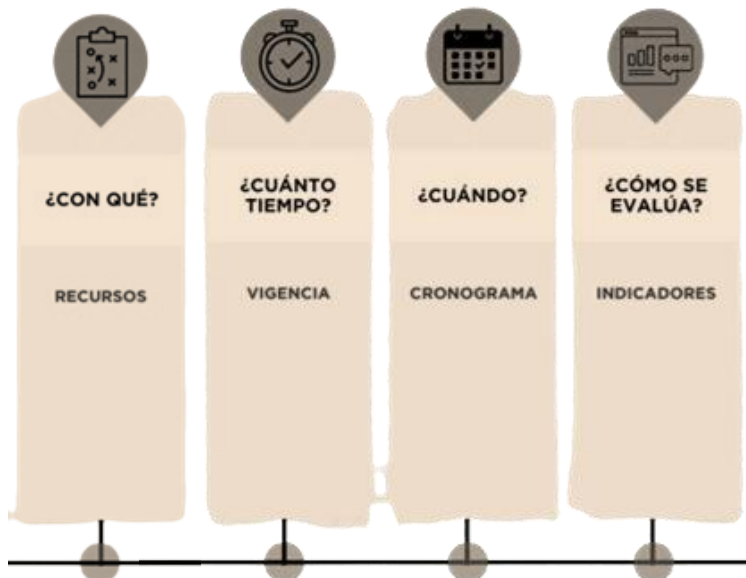 ¿CON QUÉ?
RECURSOS
¿CUÁNTO
TIEMPO?
VIGENCIA
¿CUÁNDO?
CRONOGRAMA
¿CÓMO SE
EVALÚA?
INDICADORES